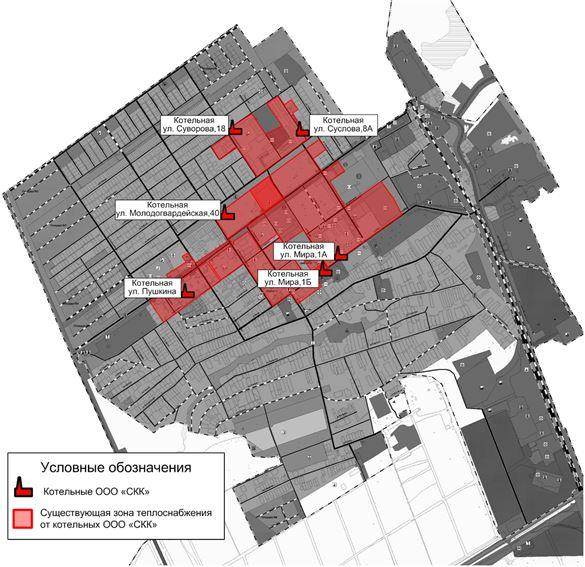 Котельная
ул. Суворова,18
Котельная
ул. Суслова,8А
Котельная
ул. Молодогвардейская,40
Котельная
ул. Мира,1А
Котельная
ул. Мира,1Б
Котельная
ул. Пушкина
Условные обозначения
Котельные ООО «СКК»
Существующая зона теплоснабжения
от котельных ООО «СКК»